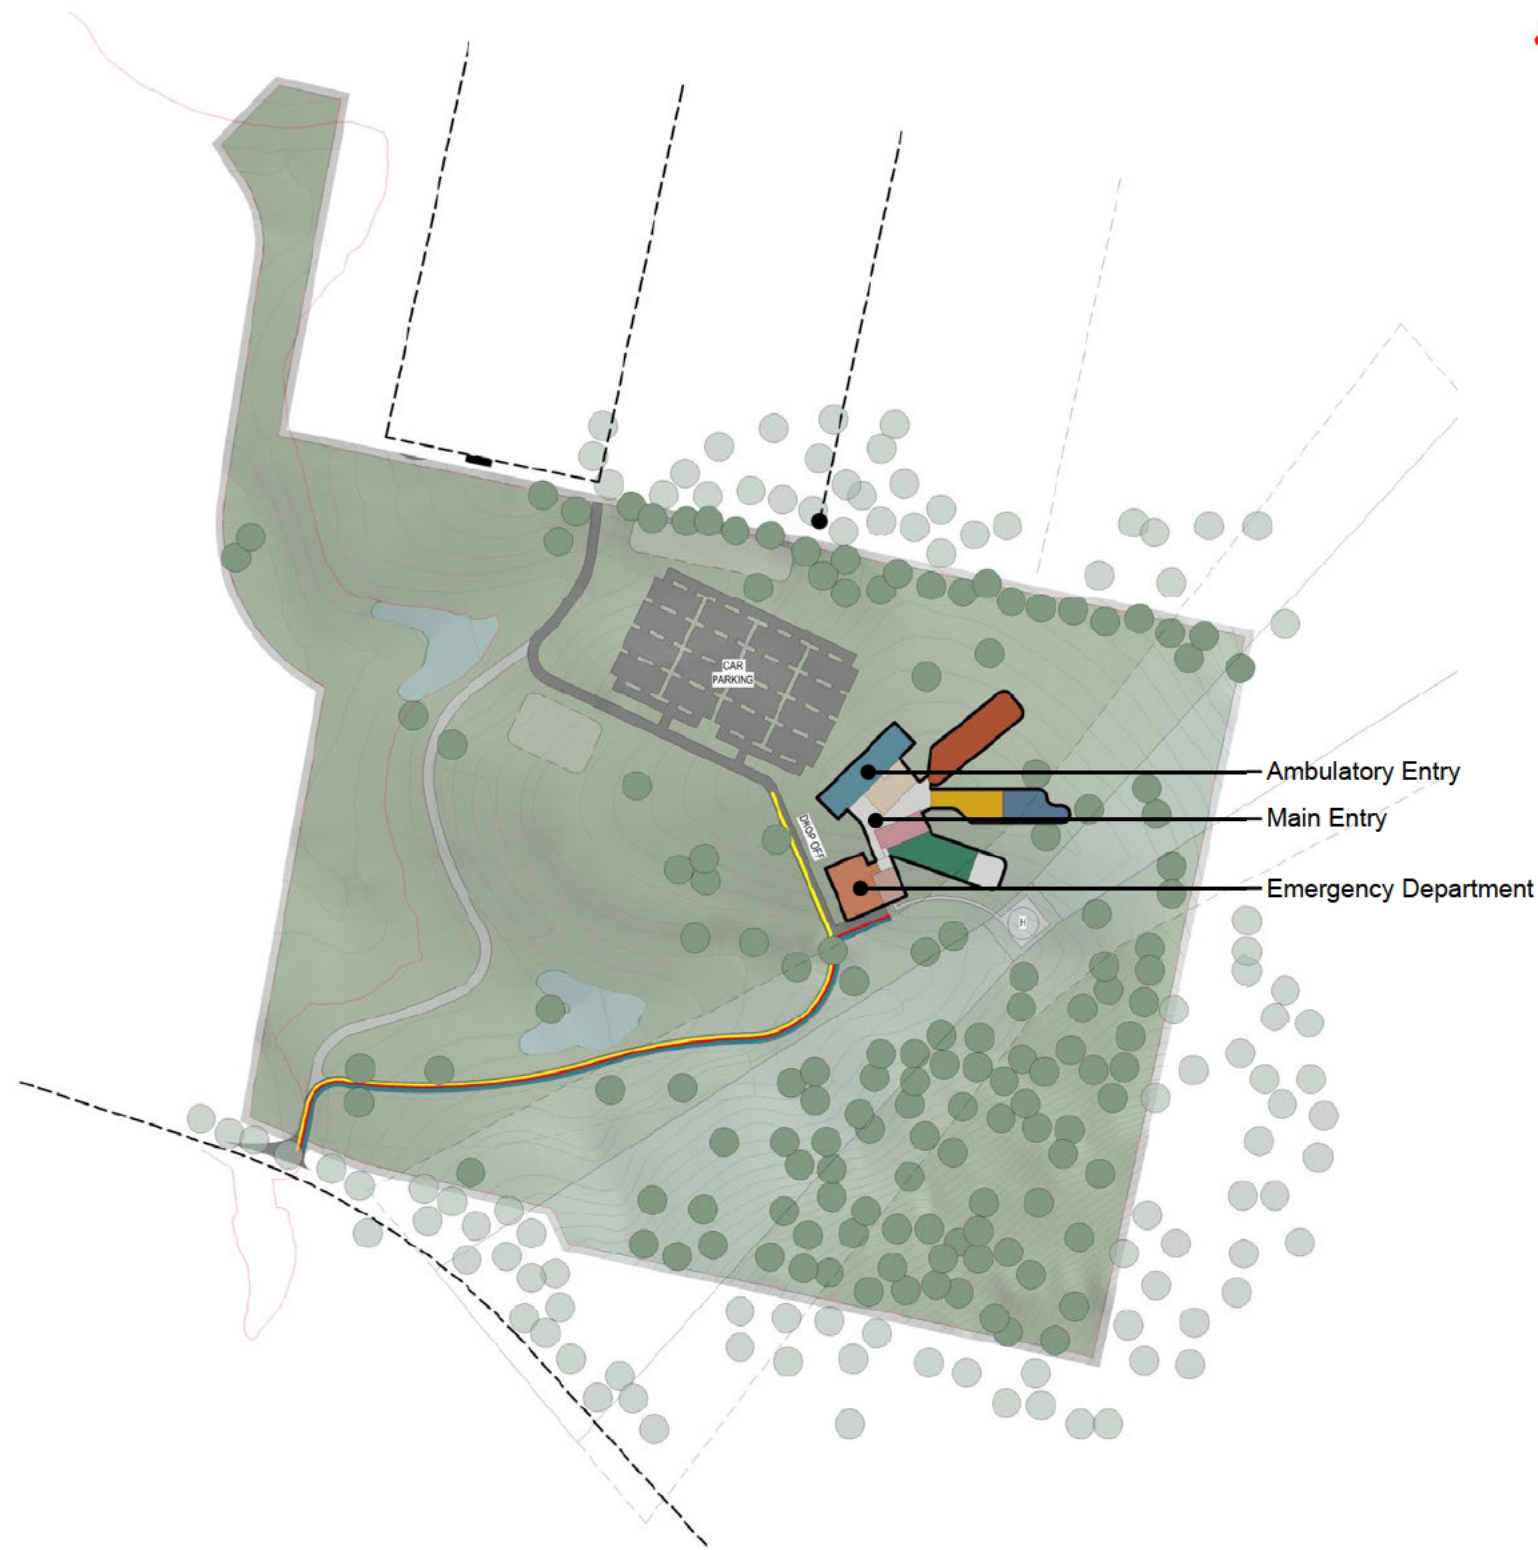 CAR
PARKING
Ambulatory Entry
Main Entry
DROP OFF
Emergency Department
H